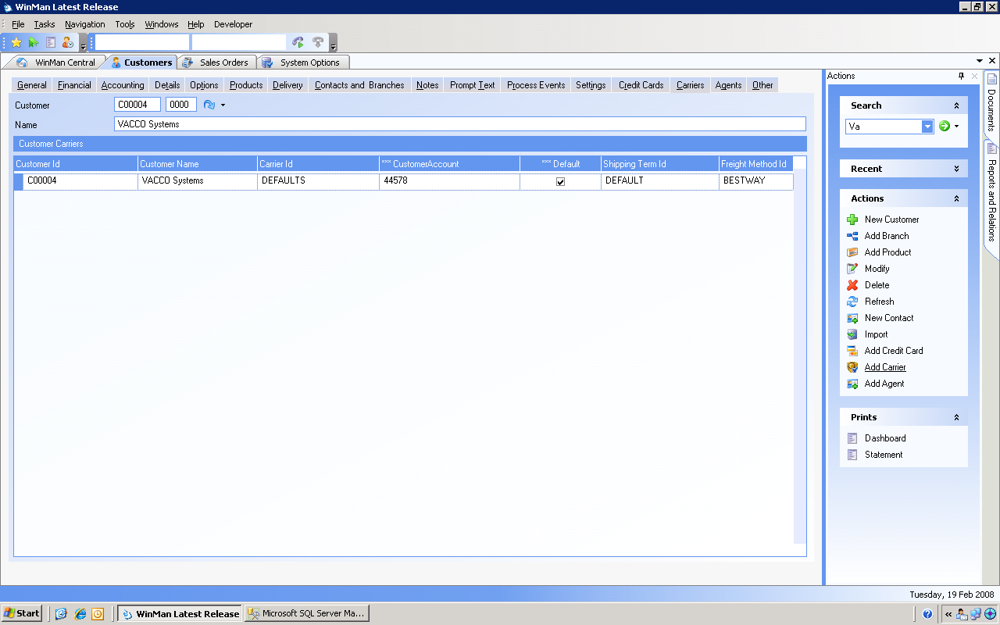 WinMan Latest Release
File Tasks Navigation Tools Windows Help Developer
WinMan Central Customers Sales Orders System Options
General Financial Accounting Details Options Products Delivery Contacts and Branches Notes Prompt Text Process Events Settings Credit Cards Carriers Agents Other
Customer C00004 0000
Name VACCO Systems
Customer Carriers
Customer Id Customer Name Carrier Id *** CustomerAccount *** Default Shipping Term Id Freight Method Id
C00004 VACCO Systems DEFAULTS 44578 DEFAULT BESTWAY
Actions
Search
Va
Recent
Actions
New Customer
Add Branch
Add Product
Modify
Delete
Refresh
New Contact
Import
Add Credit Card
Add Carrier
Add Agent
Prints
Dashboard
Statement
Documents
Reports and Relations
Tuesday, 19 Feb 2008
Start WinMan Latest Release Microsoft SQL Server Ma...